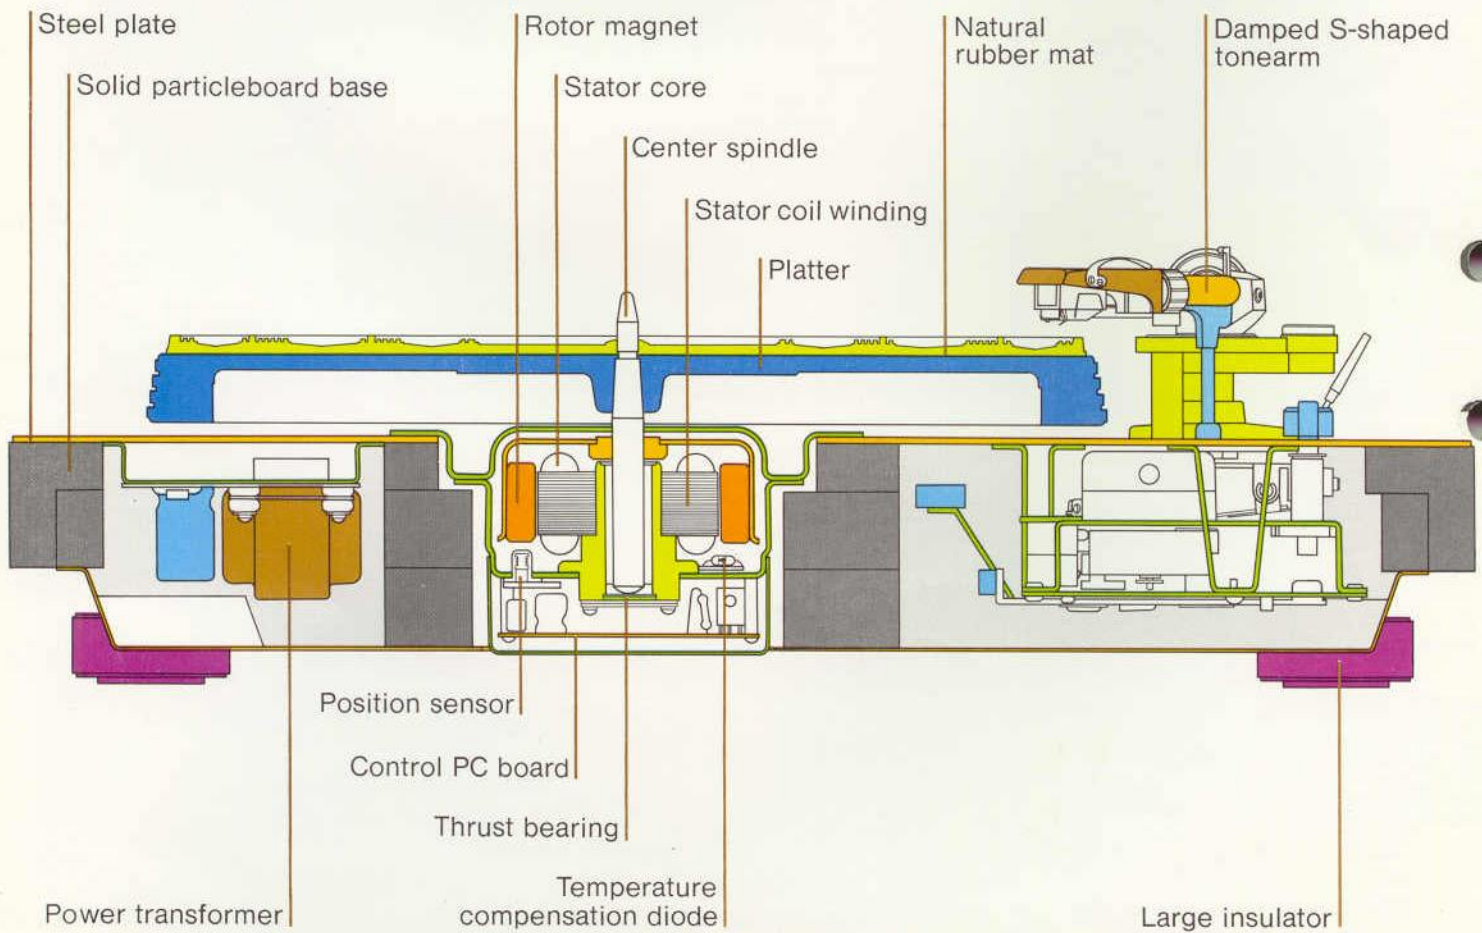 Steel plate
Rotor magnet
Natural
rubber mat
Damped S-shaped
tonearm
Solid particleboard base
Stator core
Center spindle
Stator coil winding
Platter
Position sensor
Control PC board
Thrust bearing
Temperature
compensation diode
Power transformer
Large insulator